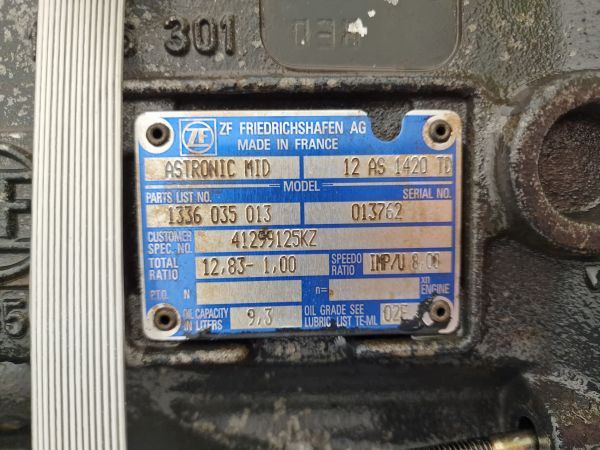 301
ZF
ZF FRIEDRICHSHAFEN AG
MADE IN FRANCE
ASTRONIC MID 12 AS 1420 TD
MODEL
PARTS LIST NO. SERIAL NO.
1336 035 013 013762
CUSTOMER SPEC. NO. 41299125KZ
TOTAL RATIO 12,83- 1,00 SPEEDO RATIO IMP/U 8,00
P.T.O. N n= xn ENGINE
OIL CAPACITY IN LITERS 9,3 OIL GRADE SEE LUBRIC. LIST TE-ML 02E